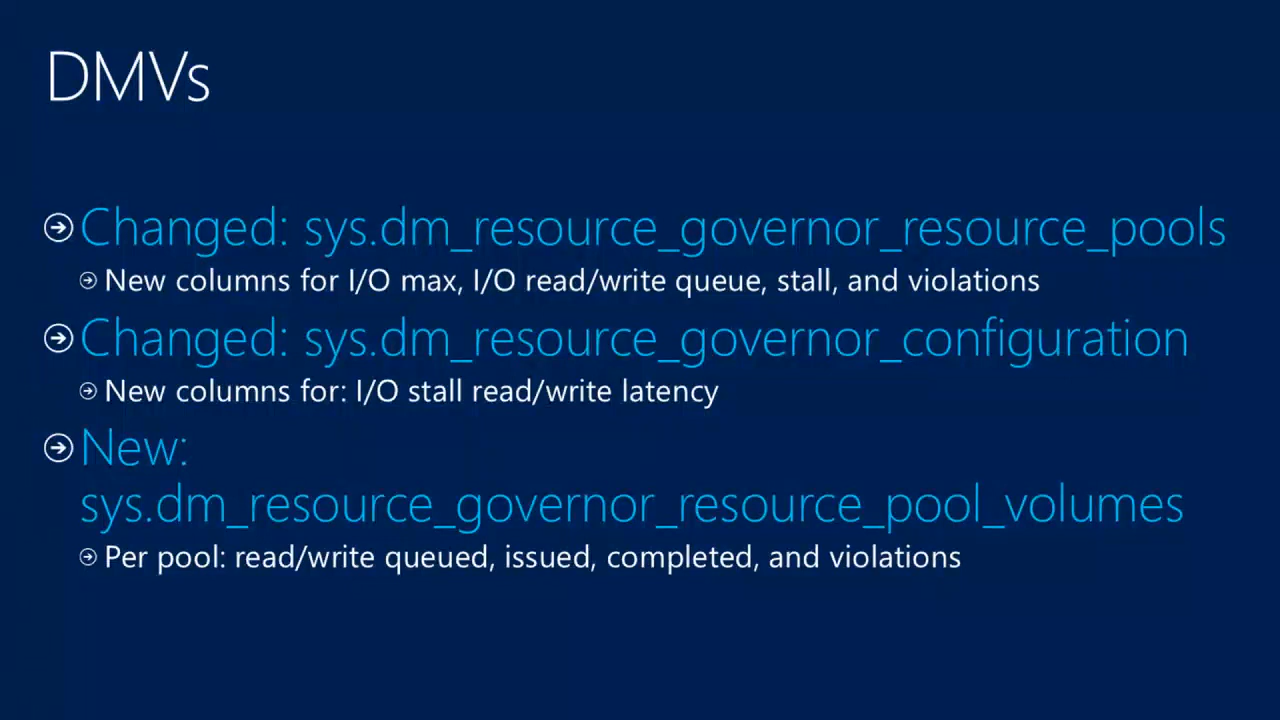 DMVs
Changed: sys.dm_resource_governor_resource_pools
New columns for I/O max, I/O read/write queue, stall, and violations
Changed: sys.dm_resource_governor_configuration
New columns for: I/O stall read/write latency
New:
sys.dm_resource_governor_resource_pool_volumes
Per pool: read/write queued, issued, completed, and violations